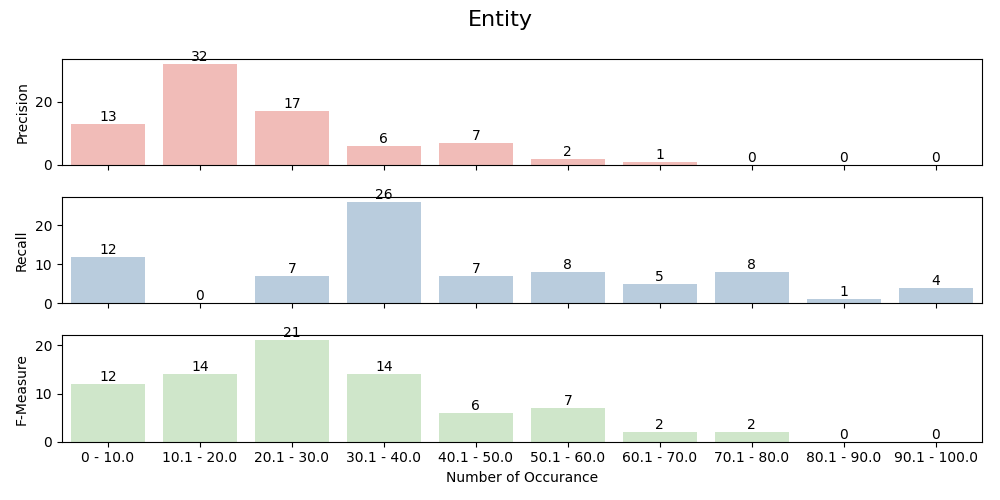 Entity
Precision
20
0
13
32
17
6
7
2
1
0
0
0
Recall
20
10
0
12
0
7
26
7
8
5
8
1
4
F-Measure
20
10
0
12
14
21
14
6
7
2
2
0
0
0 - 10.0
10.1 - 20.0
20.1 - 30.0
30.1 - 40.0
40.1 - 50.0
50.1 - 60.0
60.1 - 70.0
70.1 - 80.0
80.1 - 90.0
90.1 - 100.0
Number of Occurance